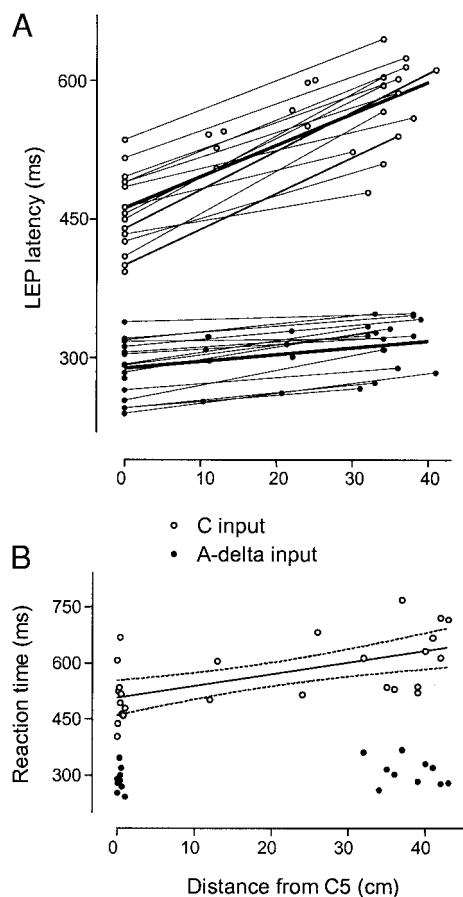 A
600
450
300
LEP latency (ms)
0 10 20 30 40
C input
A-delta input
B
750
600
450
300
Reaction time (ms)
0 10 20 30 40
Distance from C5 (cm)